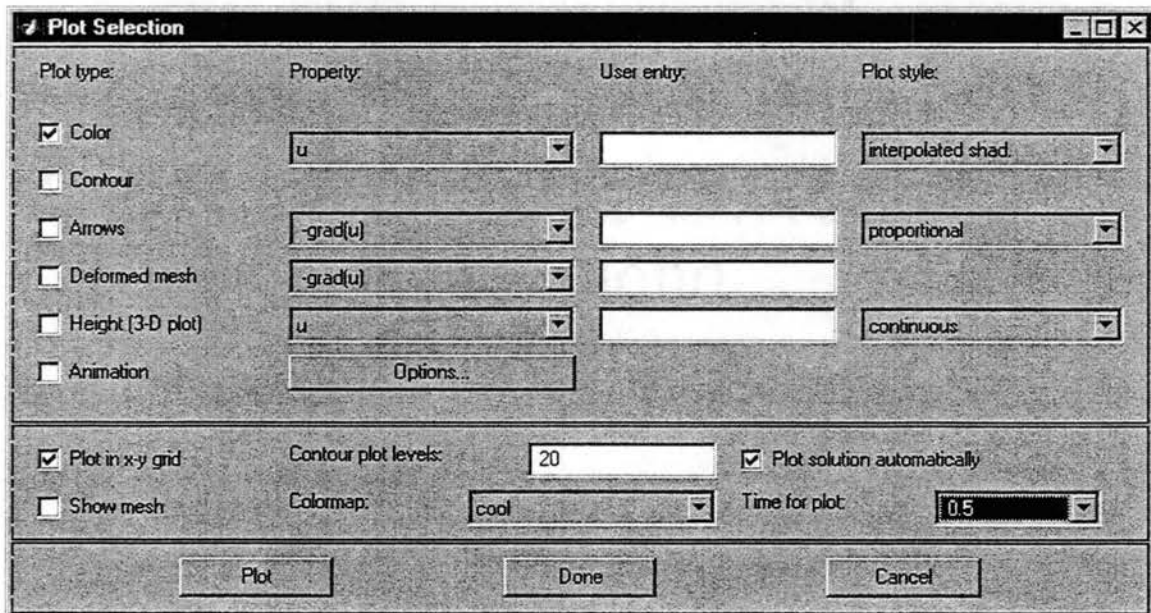 Plot Selection
Plot type: Property: User entry: Plot style:
Color u interpolated shad.
Contour
Arrows -grad(u) proportional
Deformed mesh -grad(u)
Height (3-D plot) u continuous
Animation Options...
Plot in x-y grid Contour plot levels: 20 Plot solution automatically
Show mesh Colormap: cool Time for plot: 0.5
Plot Done Cancel